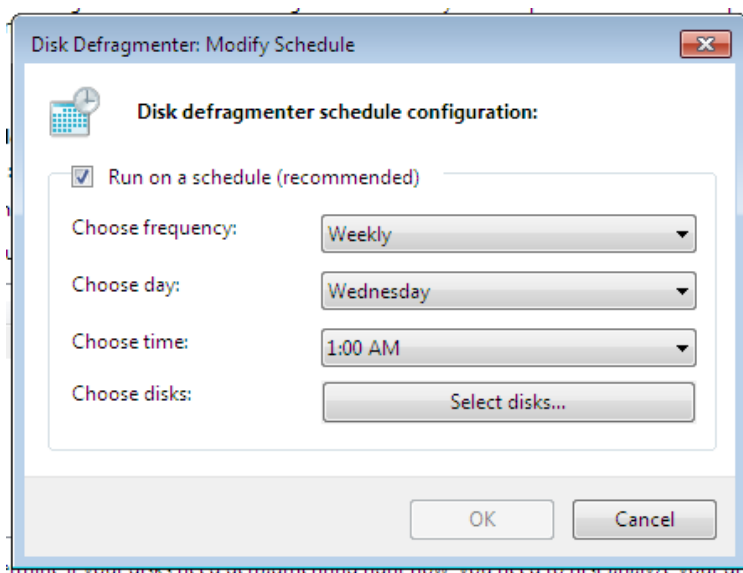 Disk Defragmenter: Modify Schedule
Disk defragmenter schedule configuration:
Run on a schedule (recommended)
Choose frequency: Weekly
Choose day: Wednesday
Choose time: 1:00 AM
Choose disks: Select disks...
OK Cancel